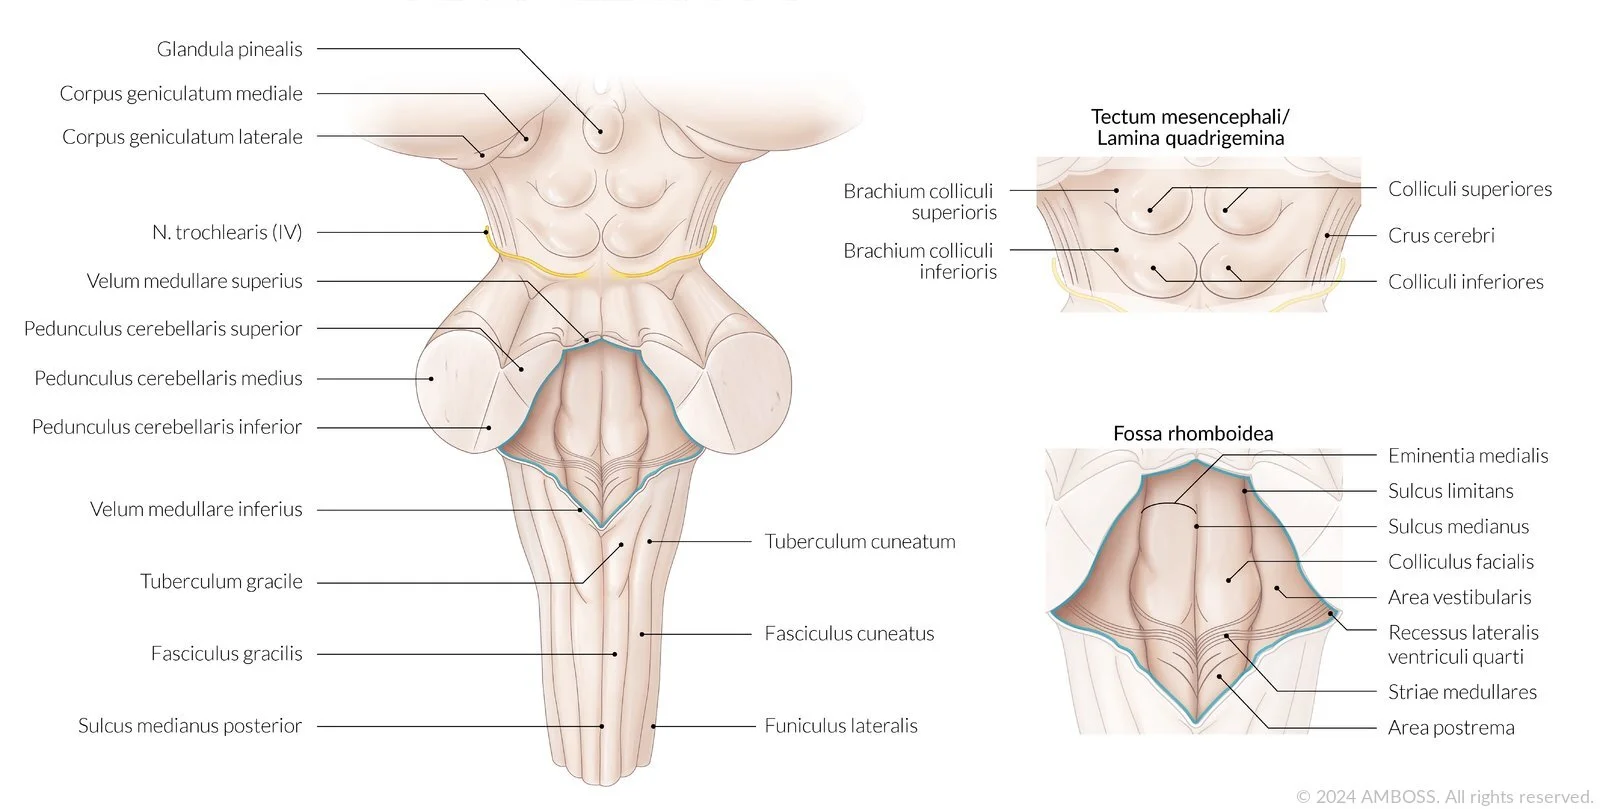 Glandula pinealis
Corpus geniculatum mediale
Corpus geniculatum laterale
N. trochlearis (IV)
Velum medullare superius
Pedunculus cerebellaris superior
Pedunculus cerebellaris medius
Pedunculus cerebellaris inferior
Velum medullare inferius
Tuberculum gracile
Fasciculus gracilis
Sulcus medianus posterior
Tuberculum cuneatum
Fasciculus cuneatus
Funiculus lateralis
Tectum mesencephali/
Lamina quadrigemina
Brachium colliculi
superioris
Brachium colliculi
inferioris
Colliculi superiores
Crus cerebri
Colliculi inferiores
Fossa rhomboidea
Eminentia medialis
Sulcus limitans
Sulcus medianus
Colliculus facialis
Area vestibularis
Recessus lateralis
ventriculi quarti
Striae medullares
Area postrema
© 2024 AMBOSS. All rights reserved.